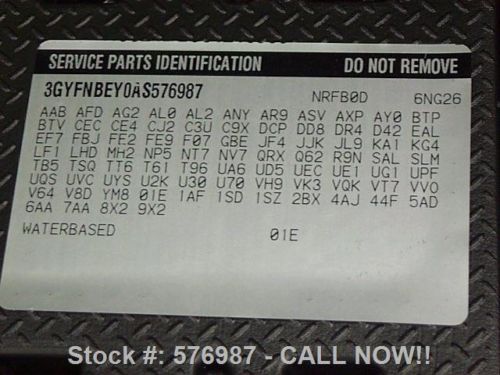 SERVICE PARTS IDENTIFICATION DO NOT REMOVE
3GYFNBEY0AS576987 NRFB0D 6NG26
AAB AFD AG2 AL0 AL2 ANY AR9 ASV AXP AY0 BTP
BTV CEC CE4 CJ2 C3U C9X DCP DD8 DR4 D42 EAL
EF7 FBJ FE2 FE9 F07 GBE JF4 JJK JL9 KA1 KG4
LF1 LHD MH2 NP5 NT7 NV7 QRX Q62 R9N SAL SLM
TB5 TSQ TT6 T61 T96 UA6 UD5 UEC UE1 UG1 UPF
UQS UVC UYS U2K U30 U70 VH9 VK3 VQK VT7 VV0
V64 V8D YM8 01E 1AF 1SD 1SZ 2BX 4AJ 44F 5AD
6AA 7AA 8X2 9X2
WATERBASED 01E
Stock #: 576987 - CALL NOW!!